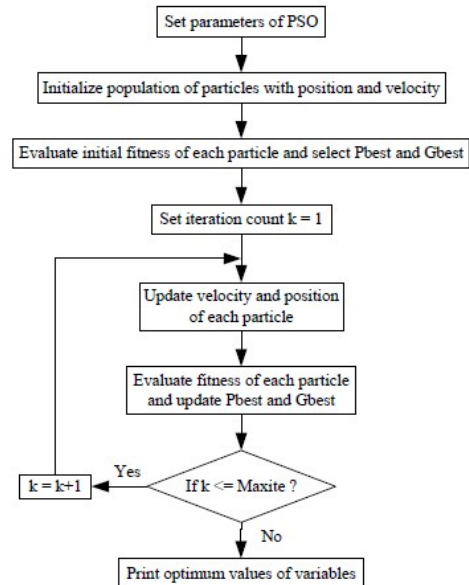 Set parameters of PSO
Initialize population of particles with position and velocity
Evaluate initial fitness of each particle and select Pbest and Gbest
Set iteration count k = 1
Update velocity and position
of each particle
Evaluate fitness of each particle
and update Pbest and Gbest
If k <= Maxite ?
Yes
k = k+1
No
Print optimum values of variables